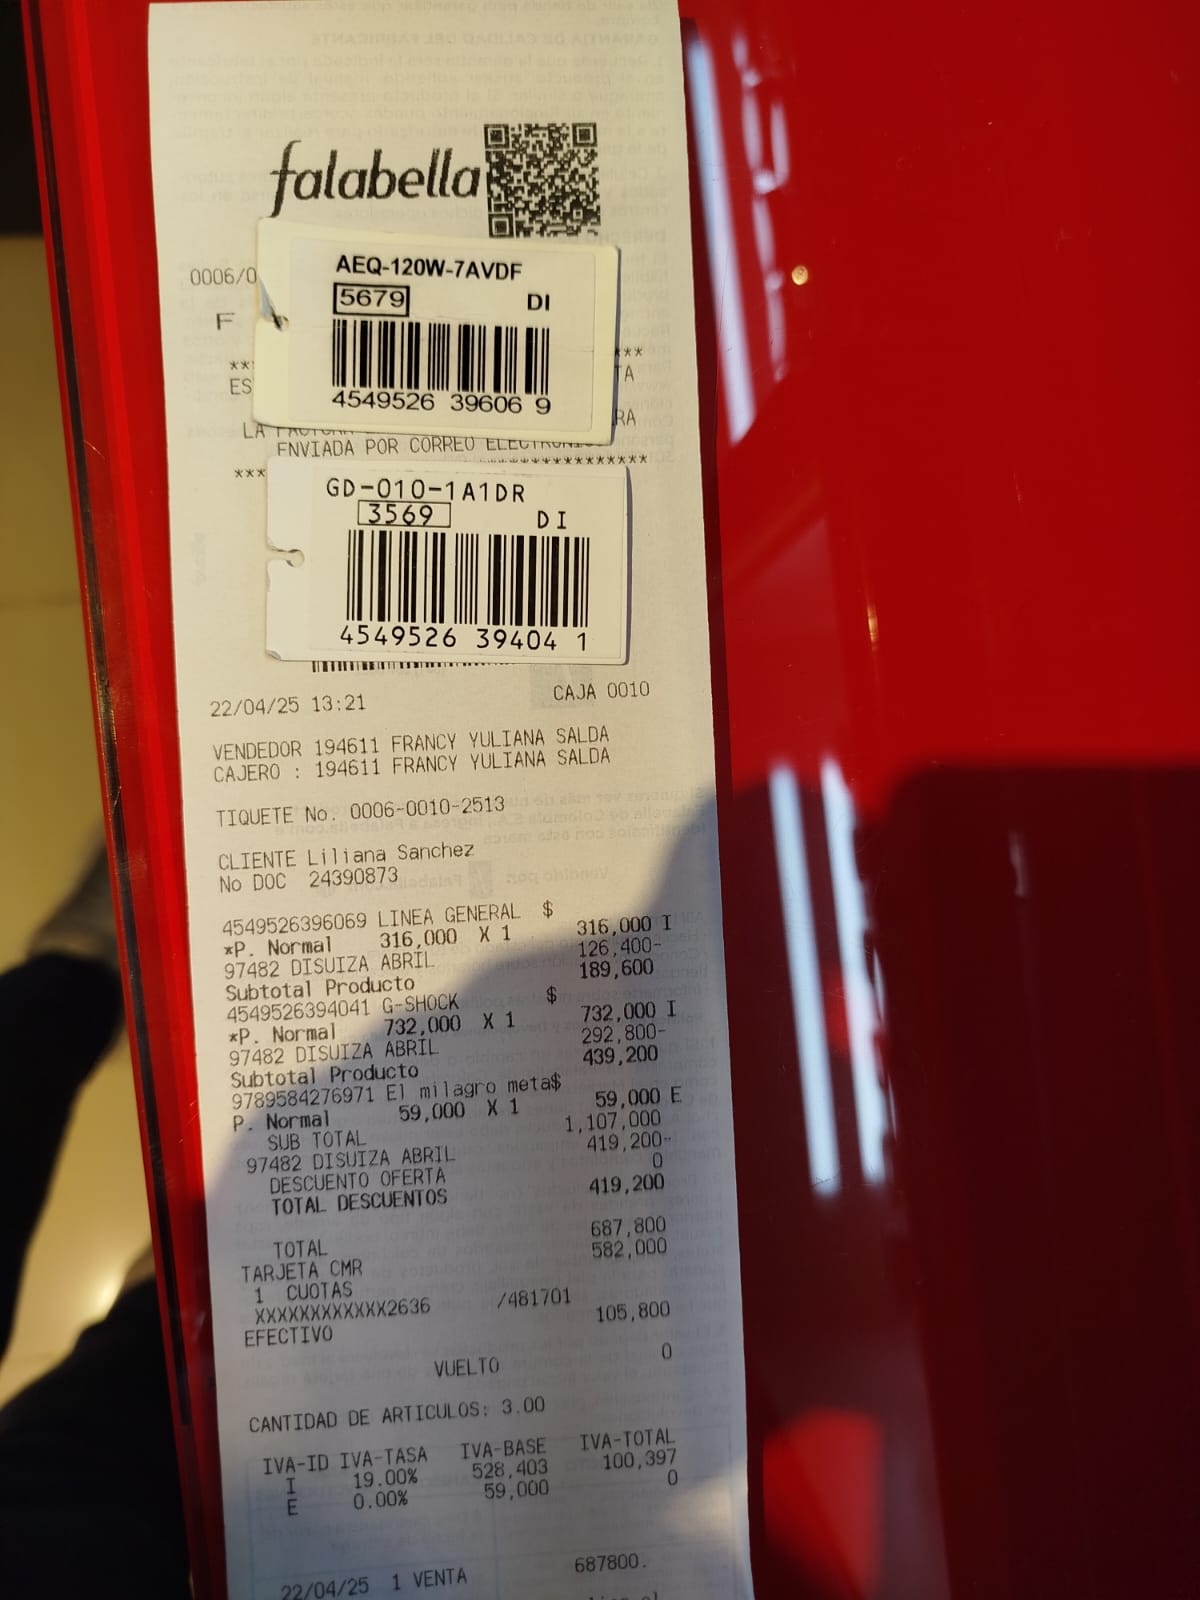 falabella
0006/0
AEQ-120W-7AVDF
5679 DI
4549526 39606 9
F
**
***
ES
TA
RA
LA FACTURA
ENVIADA POR CORREO ELECTRONIC
***
****************
GD-010-1A1DR
3569 DI
4549526 39404 1
22/04/25 13:21 CAJA 0010
VENDEDOR 194611 FRANCY YULIANA SALDA
CAJERO : 194611 FRANCY YULIANA SALDA
TIQUETE No. 0006-0010-2513
CLIENTE Liliana Sanchez
No DOC 24390873
4549526396069 LINEA GENERAL $
*P. Normal 316,000 X 1 316,000 I
97482 DISUIZA ABRIL 126,400-
Subtotal Producto 189,600
4549526394041 G-SHOCK $
*P. Normal 732,000 X 1 732,000 I
97482 DISUIZA ABRIL 292,800-
Subtotal Producto 439,200
9789584276971 El milagro meta$
P. Normal 59,000 X 1 59,000 E
SUB TOTAL 1,107,000
97482 DISUIZA ABRIL 419,200-
DESCUENTO OFERTA 0
TOTAL DESCUENTOS 419,200
TOTAL 687,800
TARJETA CMR 582,000
1 CUOTAS
XXXXXXXXXXXX2636 /481701
EFECTIVO 105,800
VUELTO 0
CANTIDAD DE ARTICULOS: 3.00
IVA-ID IVA-TASA IVA-BASE IVA-TOTAL
I 19.00% 528,403 100,397
E 0.00% 59,000 0
22/04/25 1 VENTA 687800.